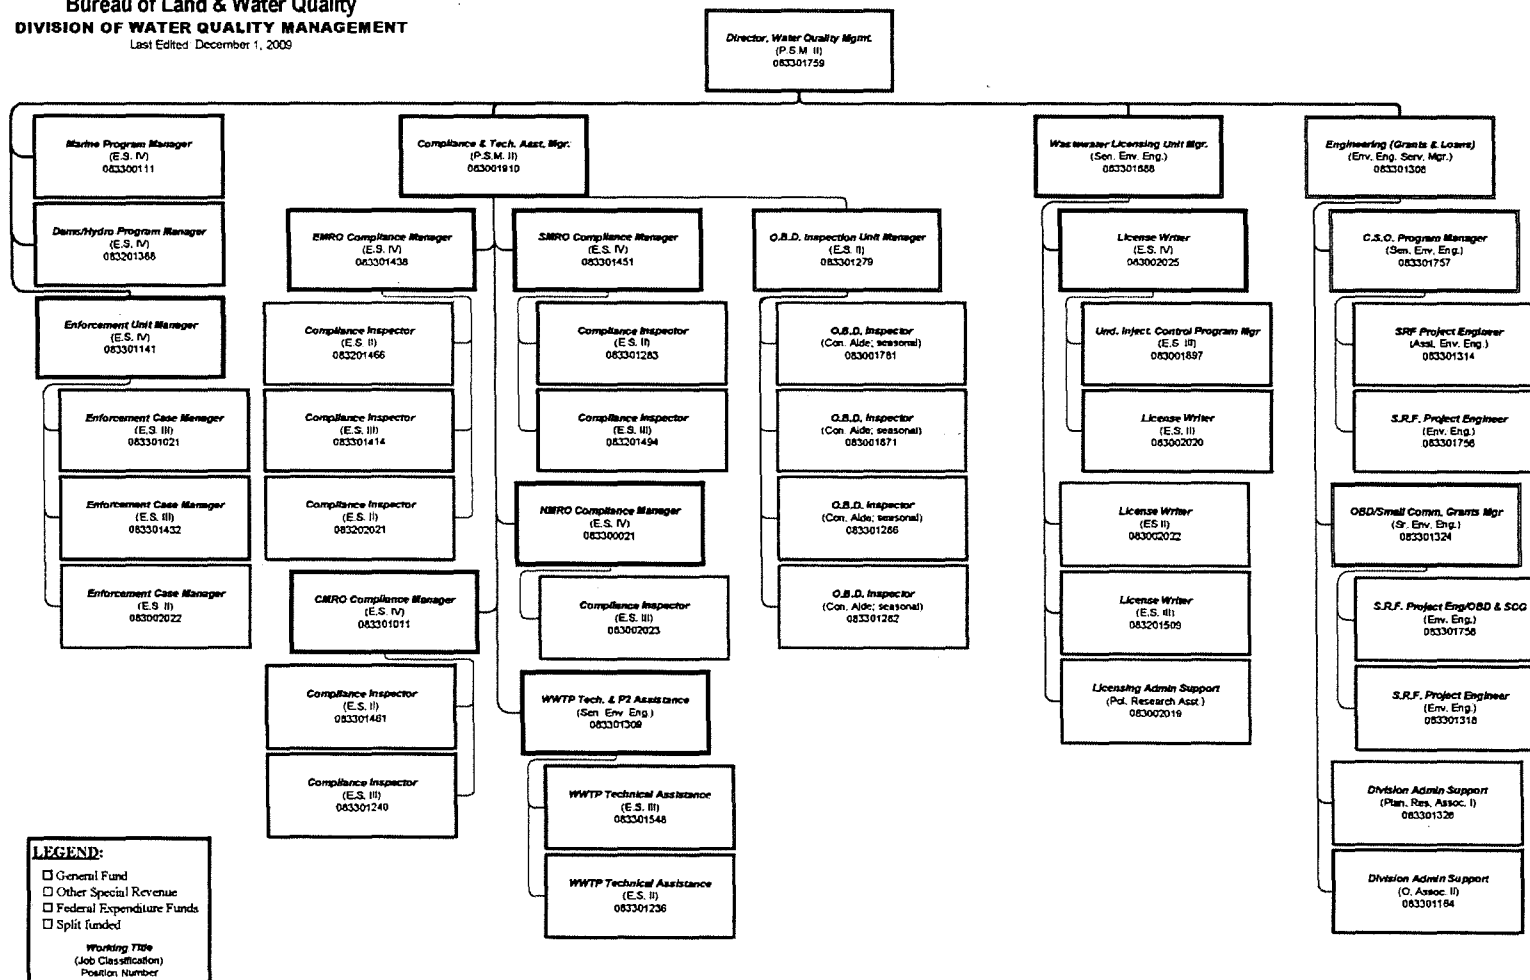 Bureau of Land & Water Quality
DIVISION OF WATER QUALITY MANAGEMENT
Last Edited: December 1, 2009
Director, Water Quality Mgmt.
(P.S.M. II)
083301759
Marine Program Manager
(E.S. IV)
083300111
Dams/Hydro Program Manager
(E.S. IV)
083201388
Enforcement Unit Manager
(E.S. IV)
083301141
Enforcement Case Manager
(E.S. III)
083301021
Enforcement Case Manager
(E.S. III)
083301432
Enforcement Case Manager
(E.S. II)
083002022
Compliance & Tech. Asst. Mgr.
(P.S.M. II)
083001910
EMRO Compliance Manager
(E.S. IV)
083301438
Compliance Inspector
(E.S. II)
083201466
Compliance Inspector
(E.S. III)
083301414
Compliance Inspector
(E.S. II)
083202021
CMRO Compliance Manager
(E.S. IV)
083301011
Compliance Inspector
(E.S. II)
083301461
Compliance Inspector
(E.S. III)
083301240
SMRO Compliance Manager
(E.S. IV)
083301451
Compliance Inspector
(E.S. II)
083301283
Compliance Inspector
(E.S. III)
083201494
NMRO Compliance Manager
(E.S. IV)
083300021
Compliance Inspector
(E.S. III)
083002023
WWTP Tech. & P2 Assistance
(Sen. Env. Eng.)
083301309
WWTP Technical Assistance
(E.S. III)
083301548
WWTP Technical Assistance
(E.S. II)
083301236
O.B.D. Inspection Unit Manager
(E.S. II)
083301279
O.B.D. Inspector
(Con. Aide; seasonal)
083001781
O.B.D. Inspector
(Con. Aide; seasonal)
083001871
O.B.D. Inspector
(Con. Aide; seasonal)
083301286
O.B.D. Inspector
(Con. Aide; seasonal)
083301282
Wastewater Licensing Unit Mgr.
(Sen. Env. Eng.)
083301688
License Writer
(E.S. IV)
083002025
Und. Inject. Control Program Mgr
(E.S. III)
083001897
License Writer
(E.S. II)
083002020
License Writer
(ES II)
083002032
License Writer
(E.S. III)
083201509
Licensing Admin Support
(Pol. Research Asst.)
083002019
Engineering (Grants & Loans)
(Env. Eng. Serv. Mgr.)
083301308
C.S.O. Program Manager
(Sen. Env. Eng.)
083301757
SRF Project Engineer
(Asst. Env. Eng.)
083301314
S.R.F. Project Engineer
(Env. Eng.)
083301756
OBD/Small Comm. Grants Mgr
(Sr. Env. Eng.)
083301324
S.R.F. Project Eng/OBD & SCG
(Env. Eng.)
083301758
S.R.F. Project Engineer
(Env. Eng.)
083301318
Division Admin Support
(Plan. Res. Assoc. I)
083301326
Division Admin Support
(O. Assoc. II)
083301164
LEGEND:
General Fund
Other Special Revenue
Federal Expenditure Funds
Split funded
Working Title
(Job Classification)
Position Number